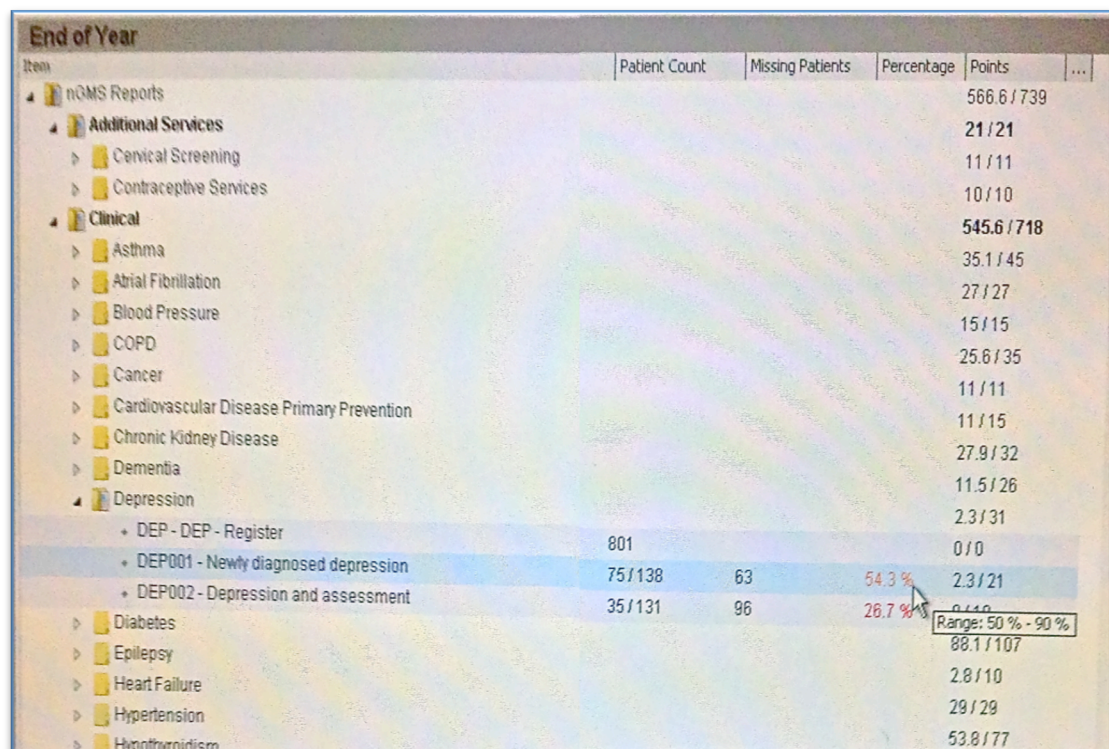 End of Year
Item Patient Count Missing Patients Percentage Points ...
nGMS Reports 566.6 / 739
Additional Services 21 / 21
Cervical Screening 11 / 11
Contraceptive Services 10 / 10
Clinical 545.6 / 718
Asthma 35.1 / 45
Atrial Fibrillation 27 / 27
Blood Pressure 15 / 15
COPD 25.6 / 35
Cancer 11 / 11
Cardiovascular Disease Primary Prevention 11 / 15
Chronic Kidney Disease 27.9 / 32
Dementia 11.5 / 26
Depression 2.3 / 31
DEP - DEP - Register 801 0 / 0
DEP001 - Newly diagnosed depression 75 / 138 63 54.3 % 2.3 / 21
DEP002 - Depression and assessment 35 / 131 96 26.7 %
Range: 50 % - 90 %
Diabetes 88.1 / 107
Epilepsy 2.8 / 10
Heart Failure 29 / 29
Hypertension 53.8 / 77
Hypothyroidism